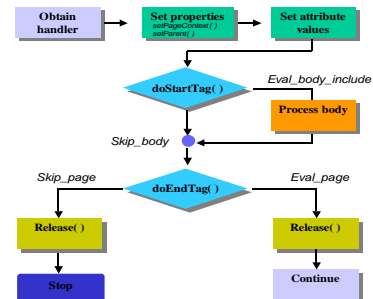 Obtain
handler
Set properties
setPageContext( )
setParent( )
Set attribute
values
doStartTag( )
Eval_body_include
Process body
Skip_body
Skip_page
doEndTag( )
Eval_page
Release( )
Release( )
Stop
Continue